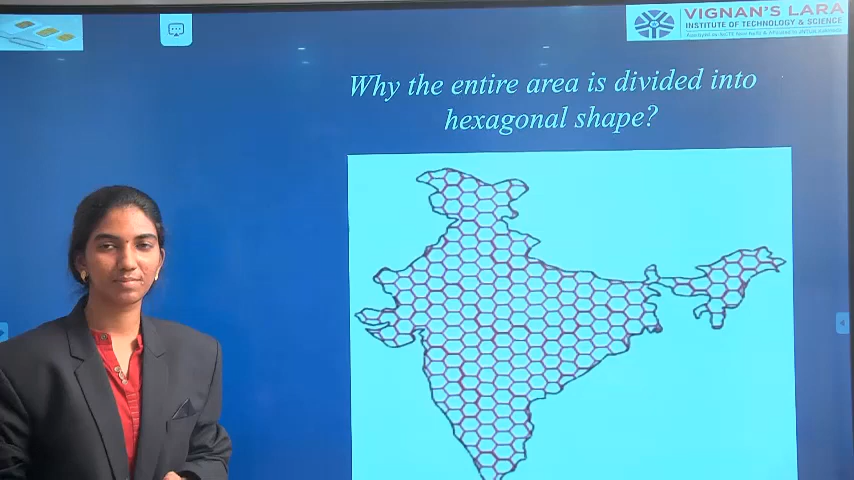 VIGNAN'S LARA
INSTITUTE OF TECHNOLOGY & SCIENCE
Why the entire area is divided into
hexagonal shape?